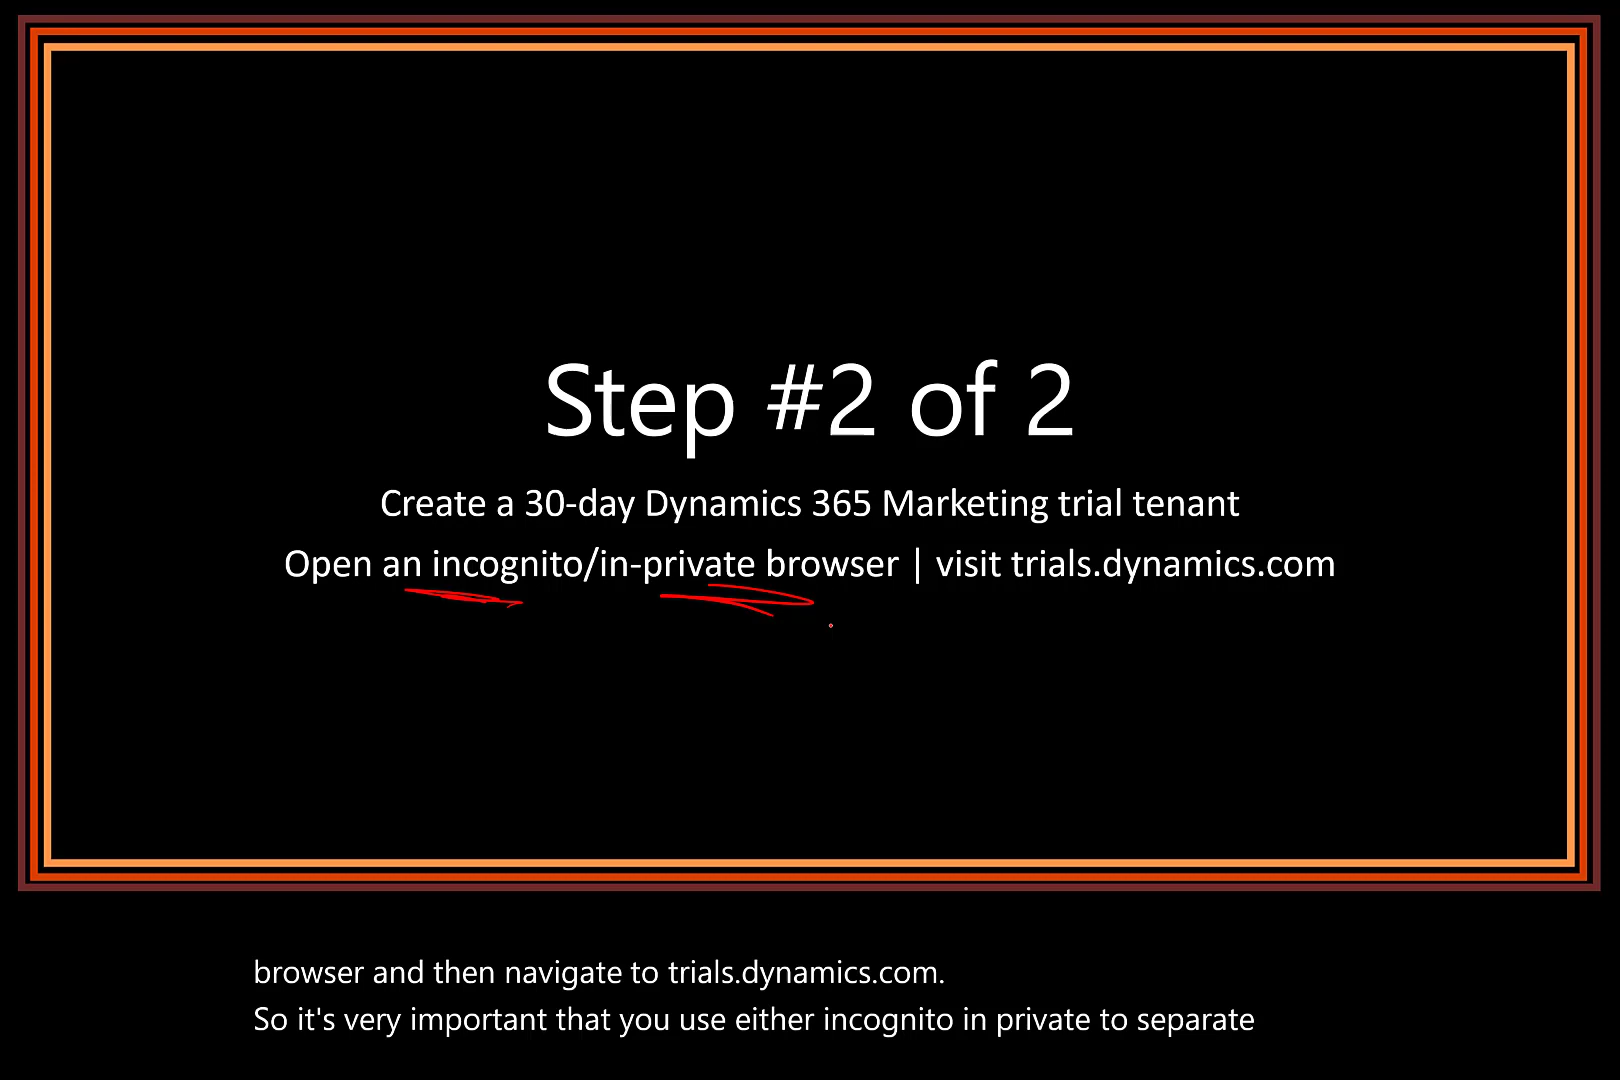 Step #2 of 2
Create a 30-day Dynamics 365 Marketing trial tenant
Open an incognito/in-private browser | visit trials.dynamics.com
browser and then navigate to trials.dynamics.com.
So it's very important that you use either incognito in private to separate